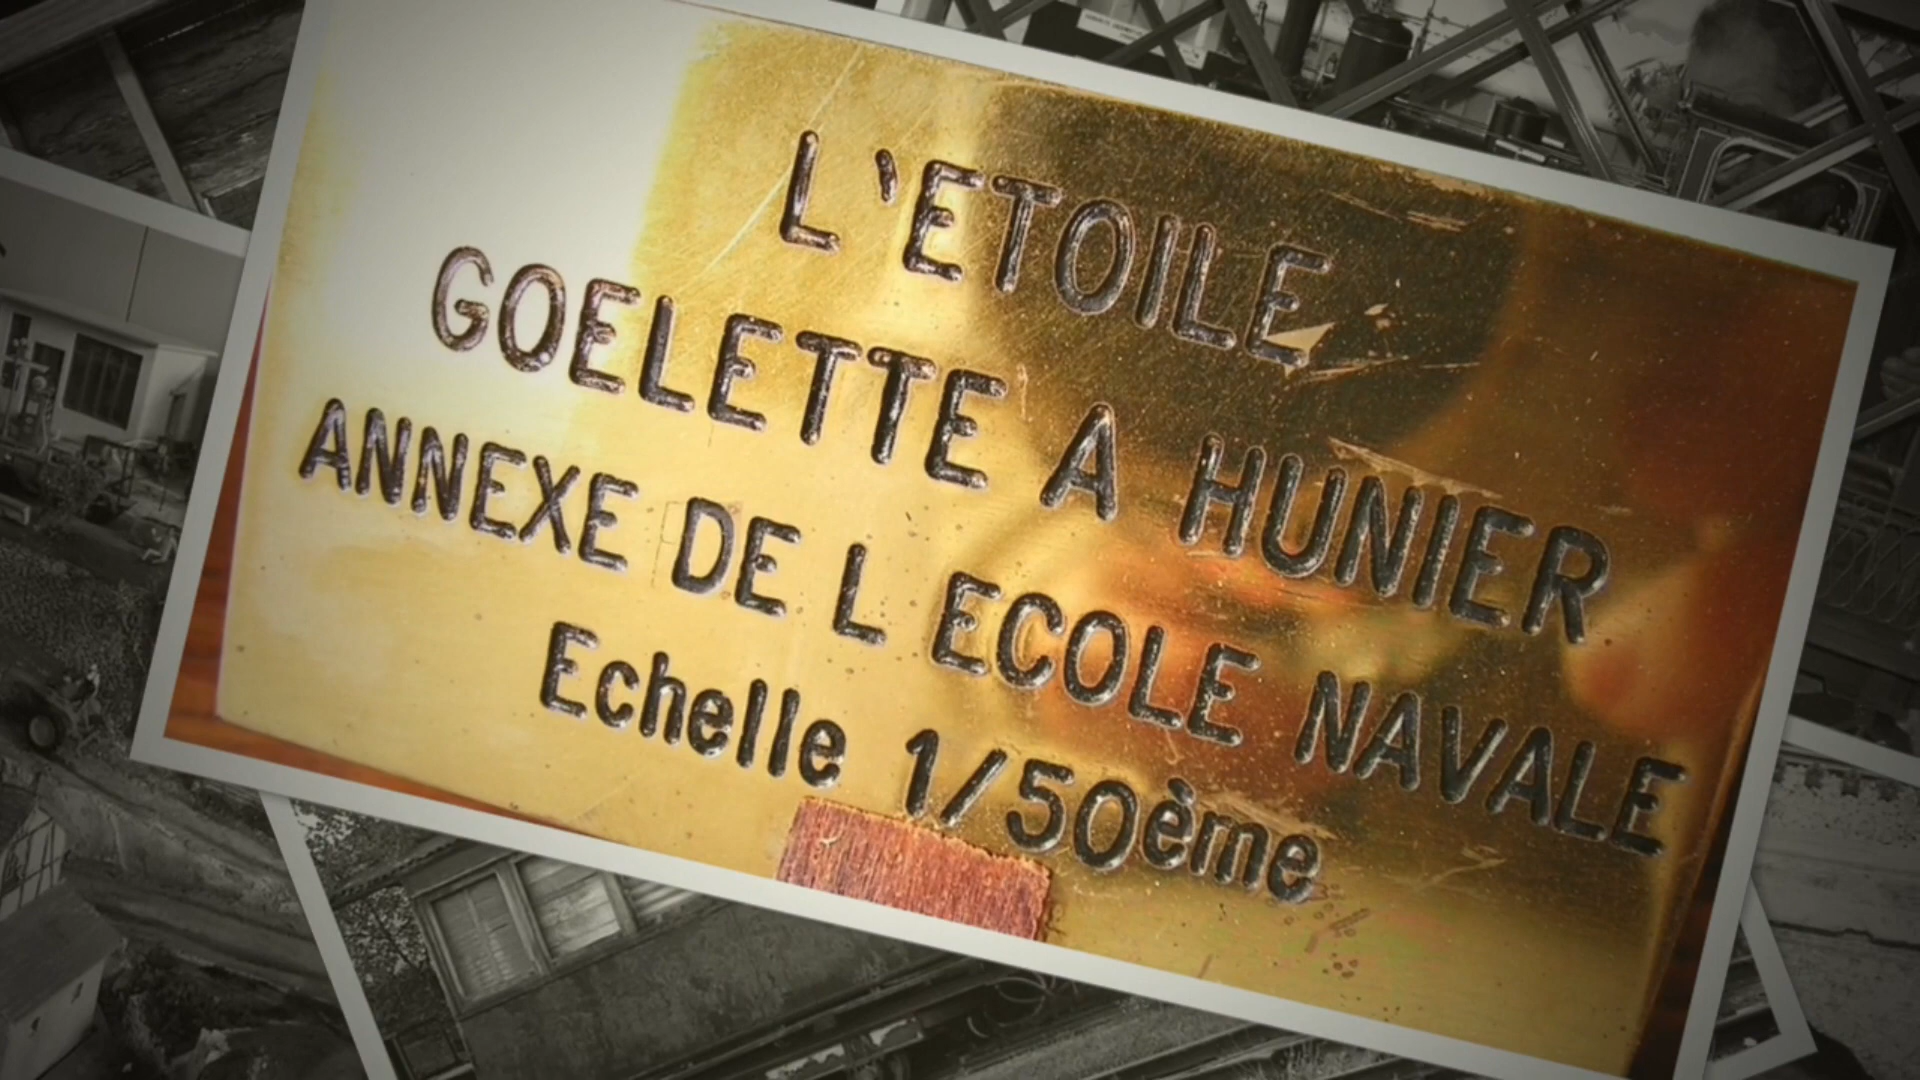 L'ETOILE
GOELETTE A HUNIER
ANNEXE DE L ECOLE NAVALE
Echelle 1/50ème